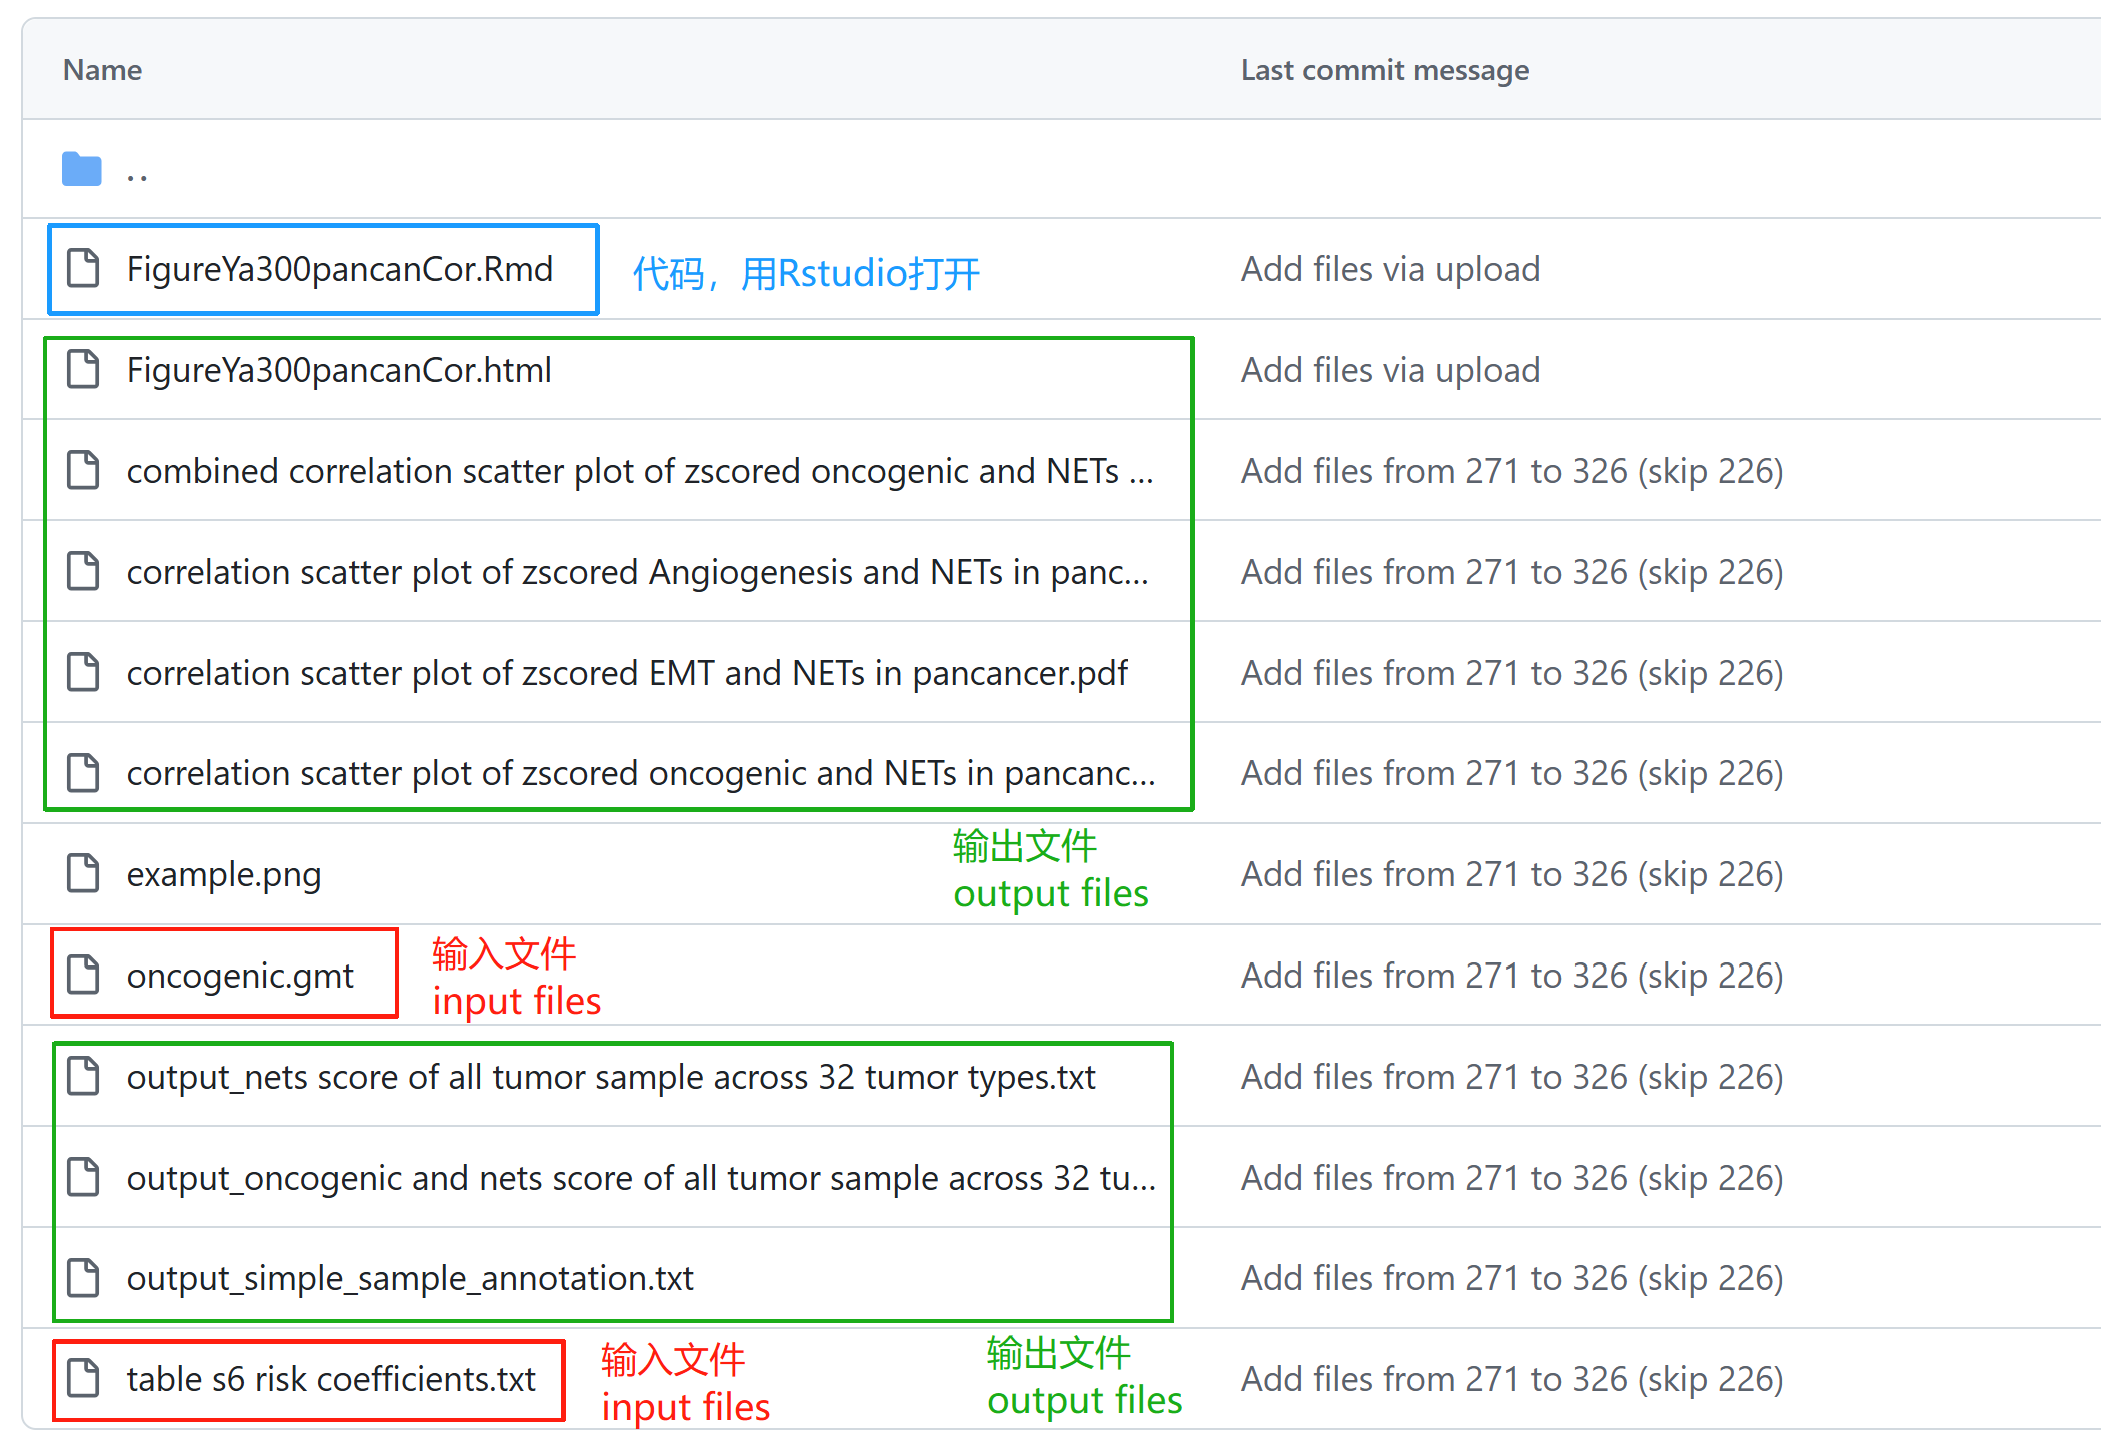 Name
Last commit message
..
FigureYa300pancanCor.Rmd
代码，用Rstudio打开
Add files via upload
FigureYa300pancanCor.html
Add files via upload
combined correlation scatter plot of zscored oncogenic and NETs ...
Add files from 271 to 326 (skip 226)
correlation scatter plot of zscored Angiogenesis and NETs in panc...
Add files from 271 to 326 (skip 226)
correlation scatter plot of zscored EMT and NETs in pancancer.pdf
Add files from 271 to 326 (skip 226)
correlation scatter plot of zscored oncogenic and NETs in pancanc...
Add files from 271 to 326 (skip 226)
example.png
输出文件
output files
Add files from 271 to 326 (skip 226)
oncogenic.gmt
输入文件
input files
Add files from 271 to 326 (skip 226)
output_nets score of all tumor sample across 32 tumor types.txt
Add files from 271 to 326 (skip 226)
output_oncogenic and nets score of all tumor sample across 32 tu...
Add files from 271 to 326 (skip 226)
output_simple_sample_annotation.txt
Add files from 271 to 326 (skip 226)
table s6 risk coefficients.txt
输入文件
input files
输出文件
output files
Add files from 271 to 326 (skip 226)